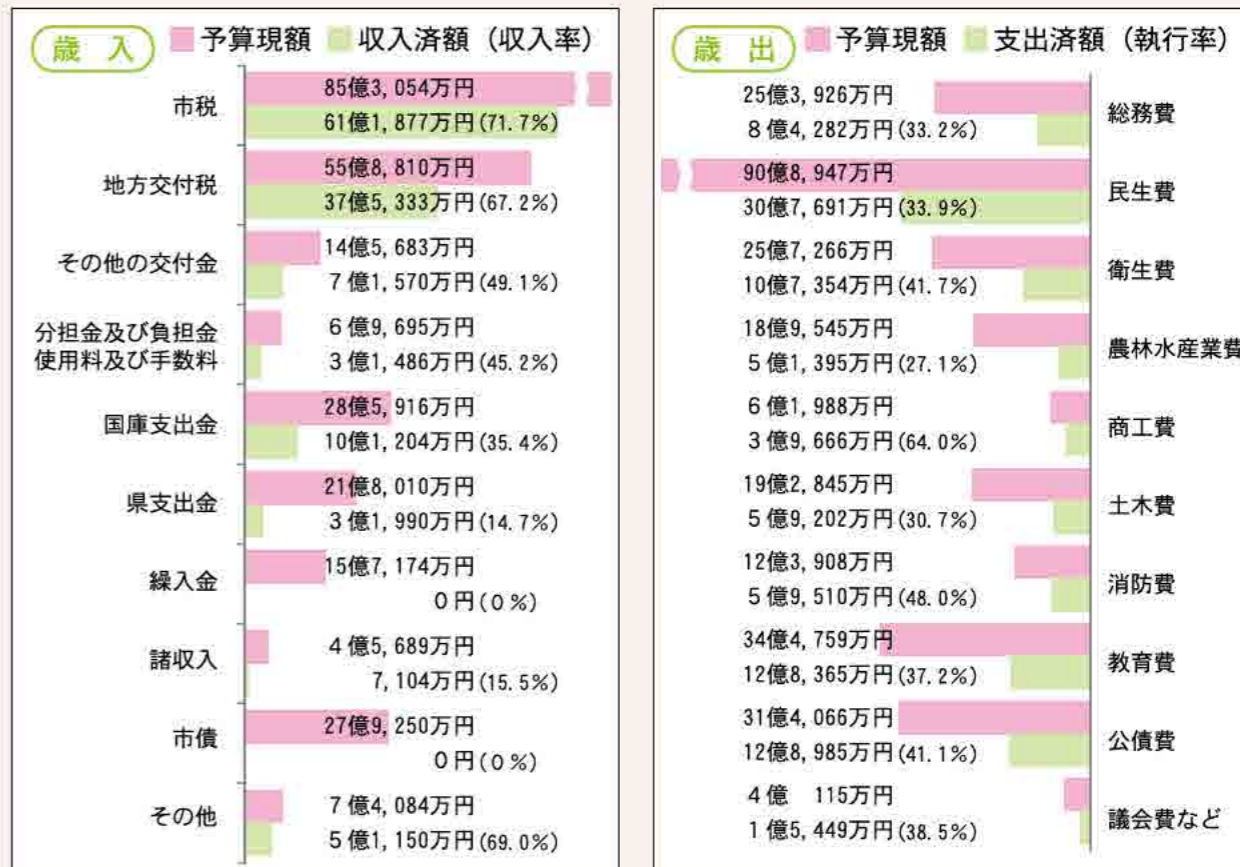 歳 入 予算現額 収入済額（収入率）
市税
85億3,054万円
61億1,877万円(71.7%)
地方交付税
55億8,810万円
37億5,333万円(67.2%)
その他の交付金
14億5,683万円
7億1,570万円(49.1%)
分担金及び負担金
使用料及び手数料
6億9,695万円
3億1,486万円(45.2%)
国庫支出金
28億5,916万円
10億1,204万円(35.4%)
県支出金
21億8,010万円
3億1,990万円(14.7%)
繰入金
15億7,174万円
0円(0%)
諸収入
4億5,689万円
7,104万円(15.5%)
市債
27億9,250万円
0円(0%)
その他
7億4,084万円
5億1,150万円(69.0%)
歳 出 予算現額 支出済額（執行率）
25億3,926万円
8億4,282万円(33.2%)
総務費
90億8,947万円
30億7,691万円(33.9%)
民生費
25億7,266万円
10億7,354万円(41.7%)
衛生費
18億9,545万円
5億1,395万円(27.1%)
農林水産業費
6億1,988万円
3億9,666万円(64.0%)
商工費
19億2,845万円
5億9,202万円(30.7%)
土木費
12億3,908万円
5億9,510万円(48.0%)
消防費
34億4,759万円
12億8,365万円(37.2%)
教育費
31億4,066万円
12億8,985万円(41.1%)
公債費
4億 115万円
1億5,449万円(38.5%)
議会費など